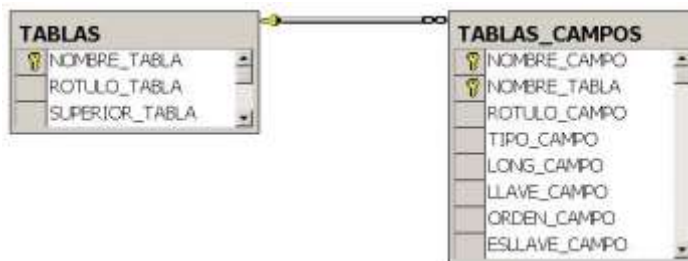 TABLAS
NOMBRE_TABLA
ROTULO_TABLA
SUPERIOR_TABLA
TABLAS_CAMPOS
NOMBRE_CAMPO
NOMBRE_TABLA
ROTULO_CAMPO
TIPO_CAMPO
LONG_CAMPO
LLAVE_CAMPO
ORDEN_CAMPO
ESLLAVE_CAMPO